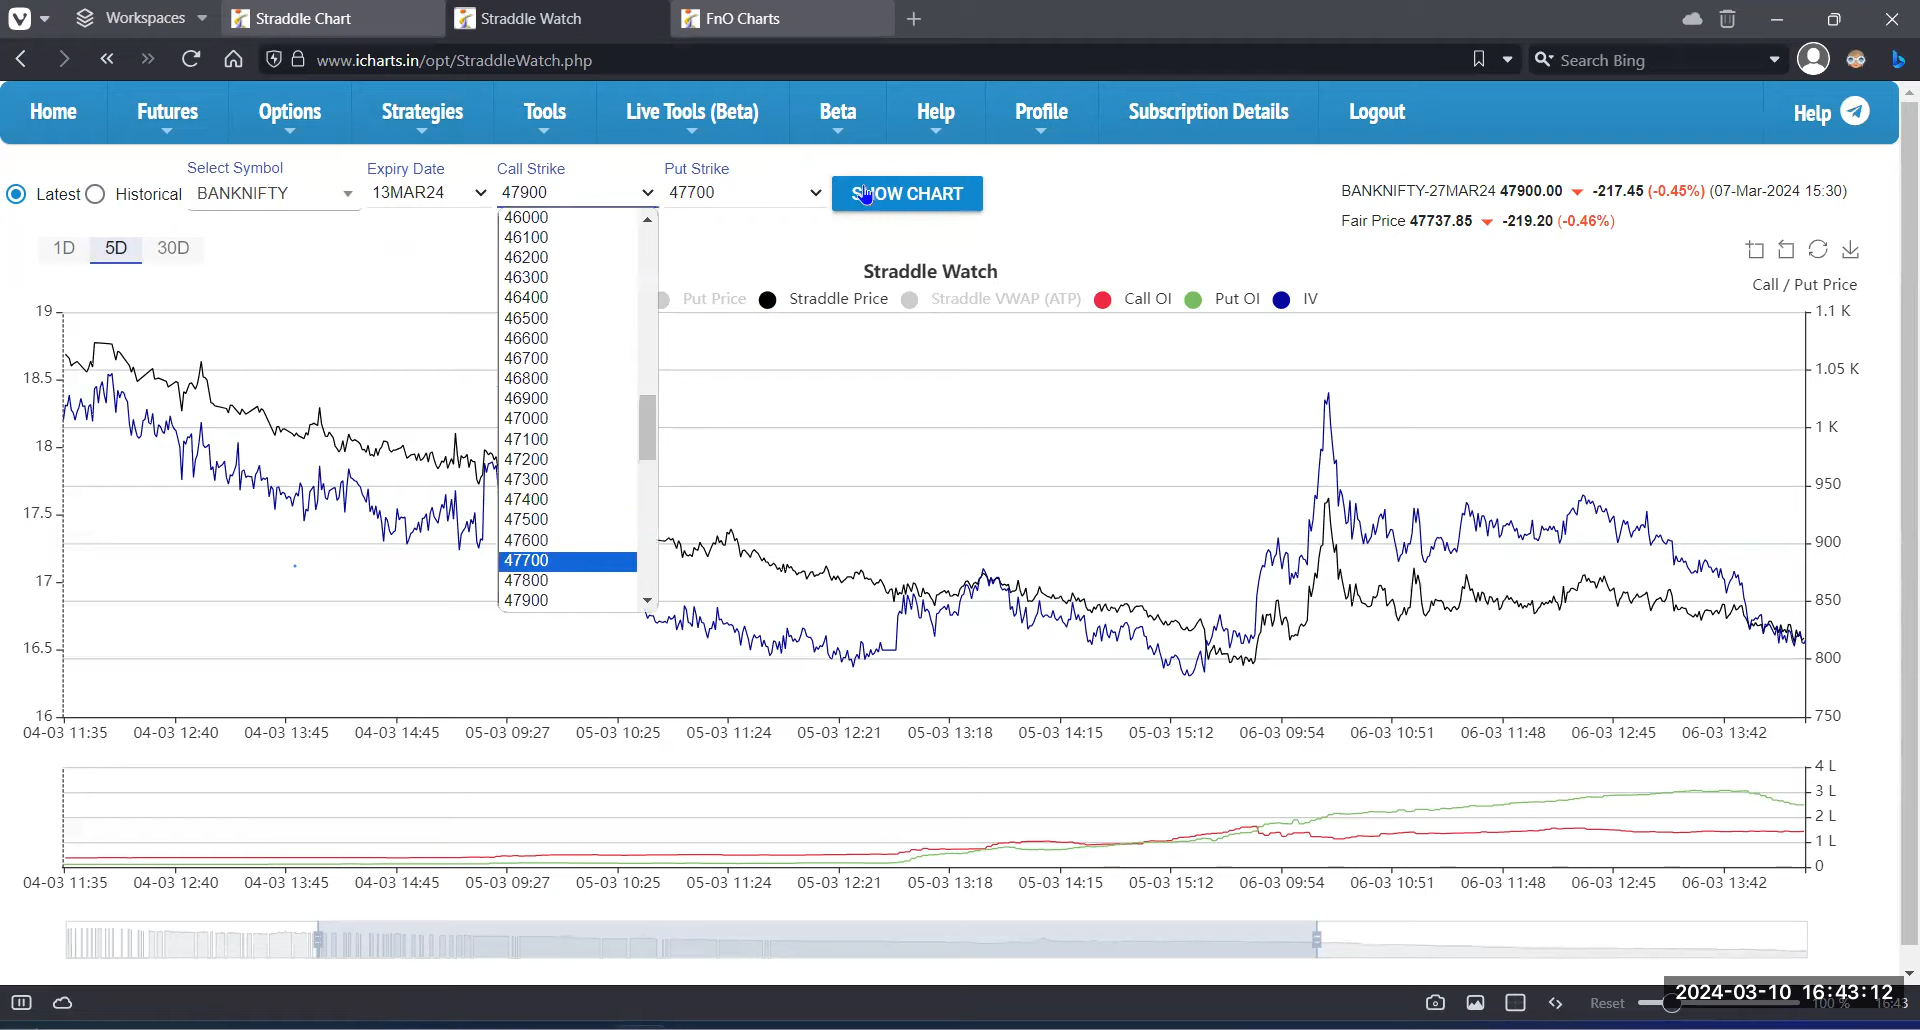 Workspaces
Straddle Chart
Straddle Watch
FnO Charts
www.icharts.in/opt/StraddleWatch.php
Search Bing
Home
Futures
Options
Strategies
Tools
Live Tools (Beta)
Beta
Help
Profile
Subscription Details
Logout
Help
Select Symbol
Expiry Date
Call Strike
Put Strike
Latest
Historical
BANKNIFTY
13MAR24
47900
47700
SHOW CHART
BANKNIFTY-27MAR24 47900.00 -217.45 (-0.45%) (07-Mar-2024 15:30)
Fair Price 47737.85 -219.20 (-0.46%)
1D 5D 30D
46000
46100
46200
46300
46400
46500
46600
46700
46800
46900
47000
47100
47200
47300
47400
47500
47600
47700
47800
47900
Straddle Watch
Put Price
Straddle Price
Straddle VWAP (ATP)
Call OI
Put OI
IV
Call / Put Price
19
18.5
18
17.5
17
16.5
16
1.1 K
1.05 K
1 K
950
900
850
800
750
04-03 11:35 04-03 12:40 04-03 13:45 04-03 14:45 05-03 09:27 05-03 10:25 05-03 11:24 05-03 12:21 05-03 13:18 05-03 14:15 05-03 15:12 06-03 09:54 06-03 10:51 06-03 11:48 06-03 12:45 06-03 13:42
4 L
3 L
2 L
1 L
0
04-03 11:35 04-03 12:40 04-03 13:45 04-03 14:45 05-03 09:27 05-03 10:25 05-03 11:24 05-03 12:21 05-03 13:18 05-03 14:15 05-03 15:12 06-03 09:54 06-03 10:51 06-03 11:48 06-03 12:45 06-03 13:42
Reset
2024-03-10 16:43:12
100 %
16:43